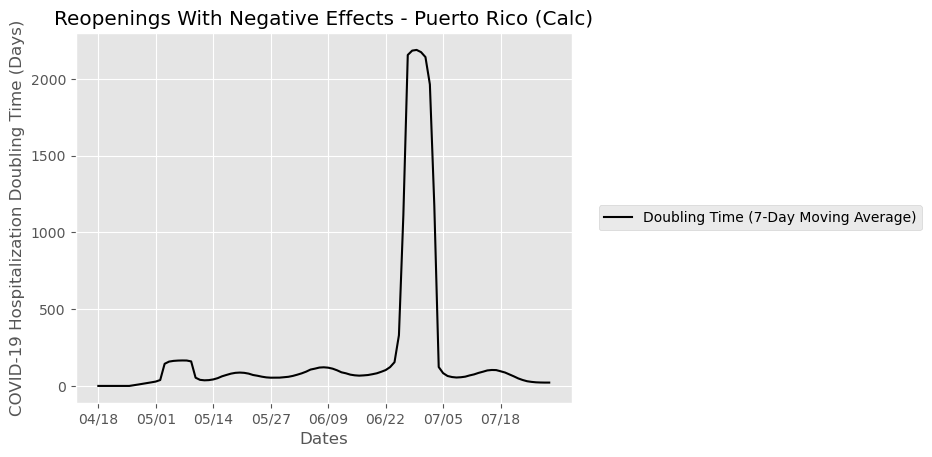 Reopenings With Negative Effects - Puerto Rico (Calc)
COVID-19 Hospitalization Doubling Time (Days)
2000
1500
1000
500
0
04/18 05/01 05/14 05/27 06/09 06/22 07/05 07/18
Dates
Doubling Time (7-Day Moving Average)